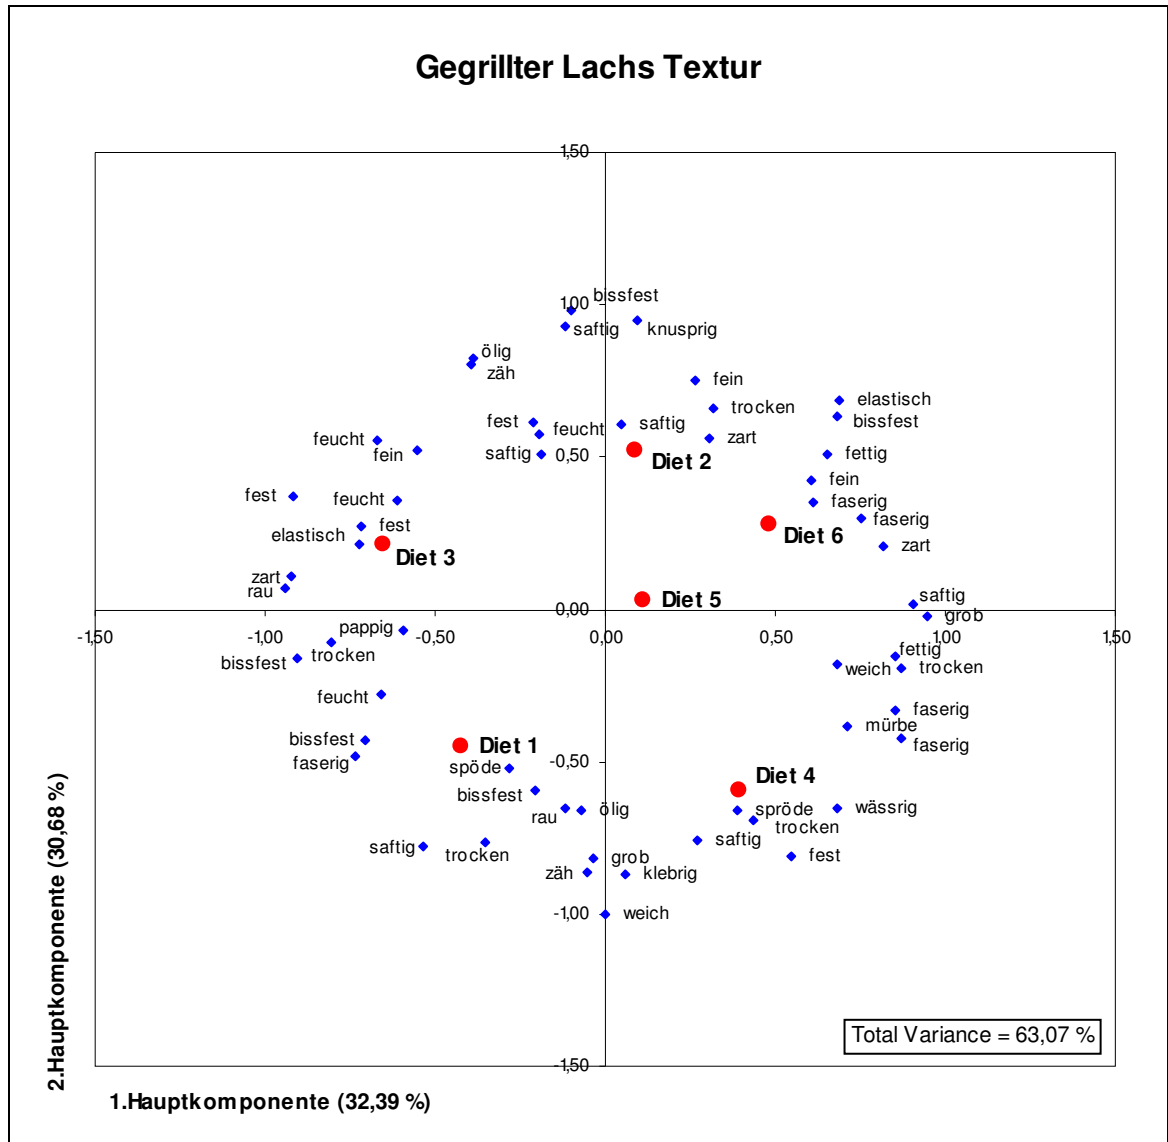 Gegrillter Lachs Textur
1,50
bissfest
1,00
saftig
knusprig
ölig
zäh
fein
elastisch
trocken
bissfest
fest
feucht
saftig
zart
feucht
fein
saftig
0,50
Diet 2
fettig
fein
fest
feucht
faserig
fest
faserig
elastisch
Diet 6
Diet 3
zart
zart
rau
Diet 5
saftig
0,00
grob
-1,50
-1,00
pappig
-0,50
0,00
0,50
1,00
1,50
trocken
bissfest
fettig
weich
trocken
feucht
faserig
mürbe
bissfest
Diet 1
faserig
faserig
spöde
-0,50
Diet 4
bissfest
rau
ölig
spröde
wässrig
trocken
saftig
trocken
saftig
fest
grob
zäh
klebrig
-1,00
weich
Total Variance = 63,07 %
-1,50
2.Hauptkomponente (30,68 %)
1.Hauptkomponente (32,39 %)